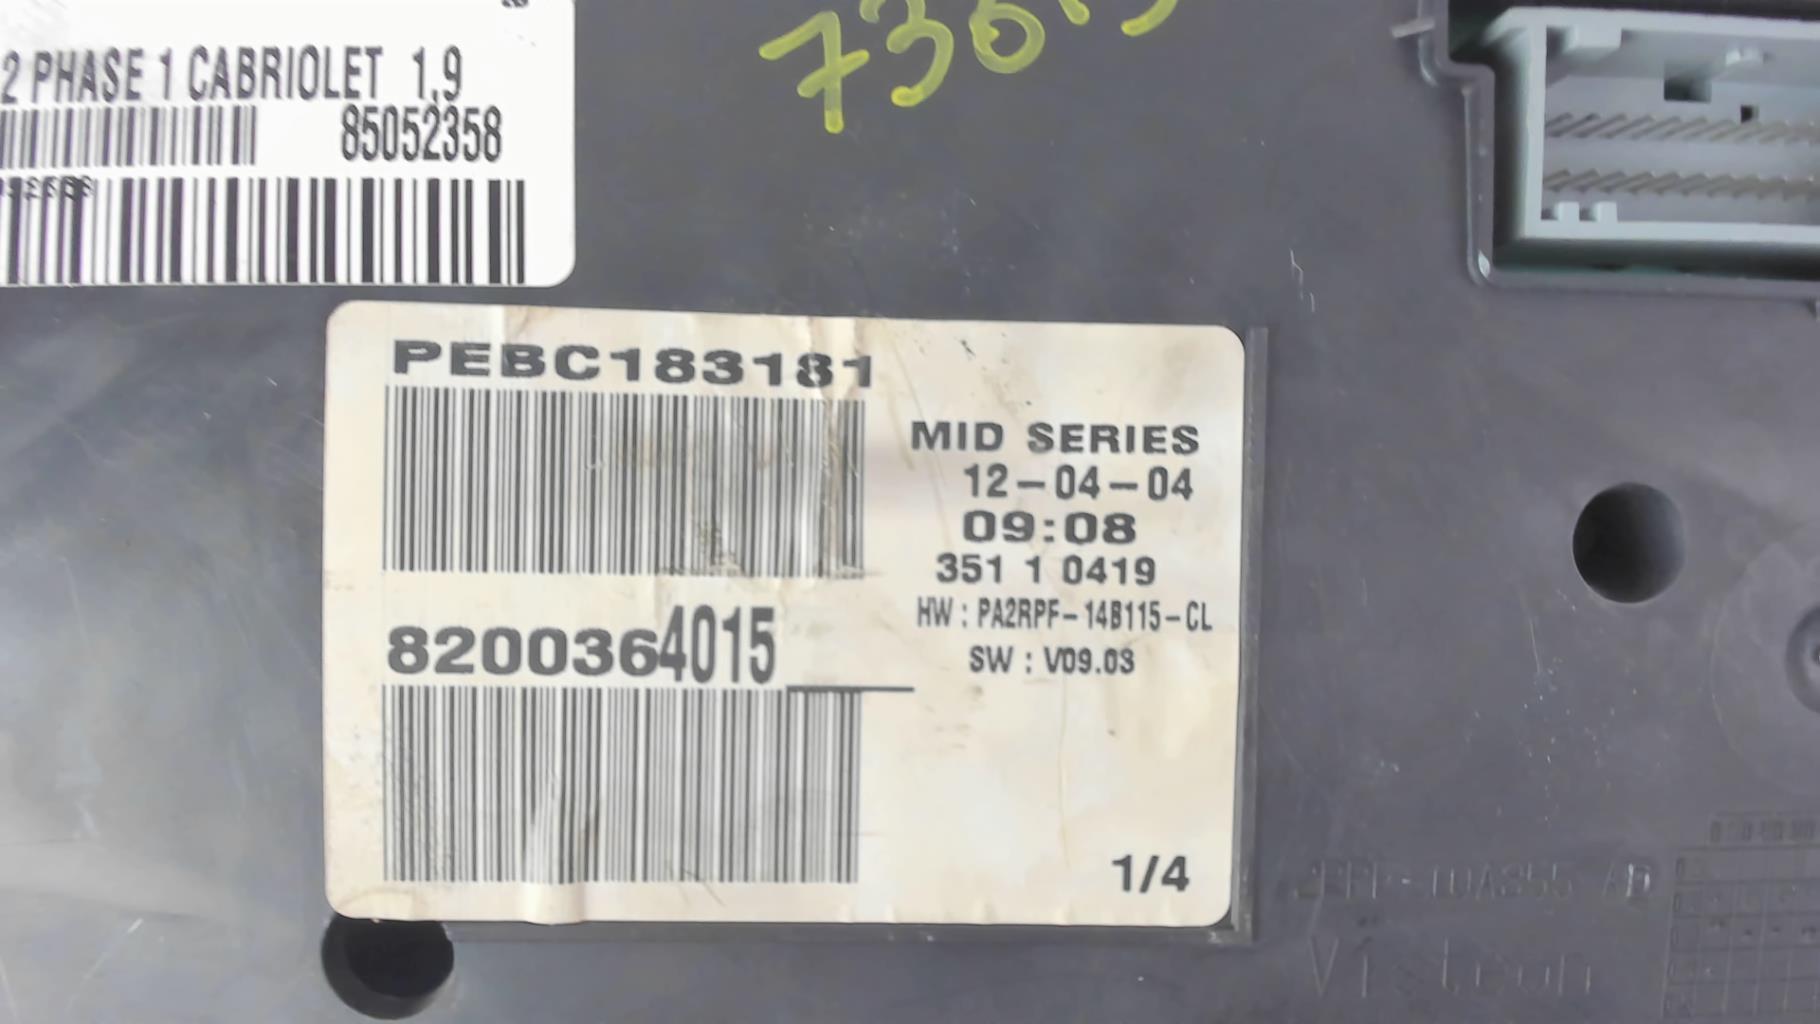 2 PHASE 1 CABRIOLET 1,9
85052358
PEBC183181
MID SERIES
12-04-04
09:08
351 1 0419
HW : PA2RPF-14B115-CL
SW : V09.03
8200364015
1/4
Visteon